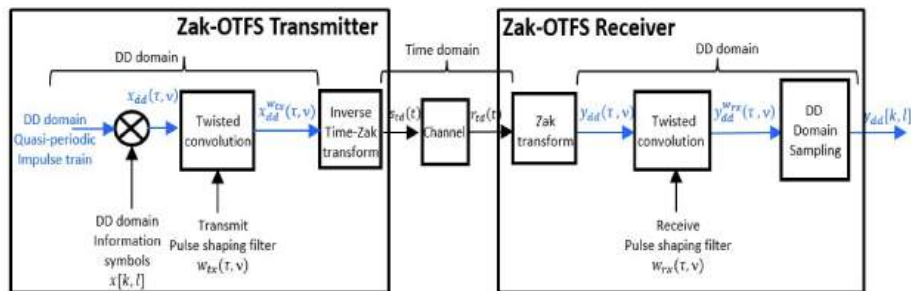 Zak-OTFS Transmitter
Zak-OTFS Receiver
DD domain
Time domain
DD domain
x_dd(τ, ν)
x_dd^{w_tx}(τ, ν)
s_td(t)
r_td(t)
y_dd(τ, ν)
y_dd^{w_rx}(τ, ν)
y_dd[k, l]
DD domain
Quasi-periodic
Impulse train
Twisted
convolution
Inverse
Time-Zak
transform
Channel
Zak
transform
Twisted
convolution
DD
Domain
Sampling
DD domain
Information
symbols
x[k, l]
Transmit
Pulse shaping filter
w_tx(τ, ν)
Receive
Pulse shaping filter
w_rx(τ, ν)